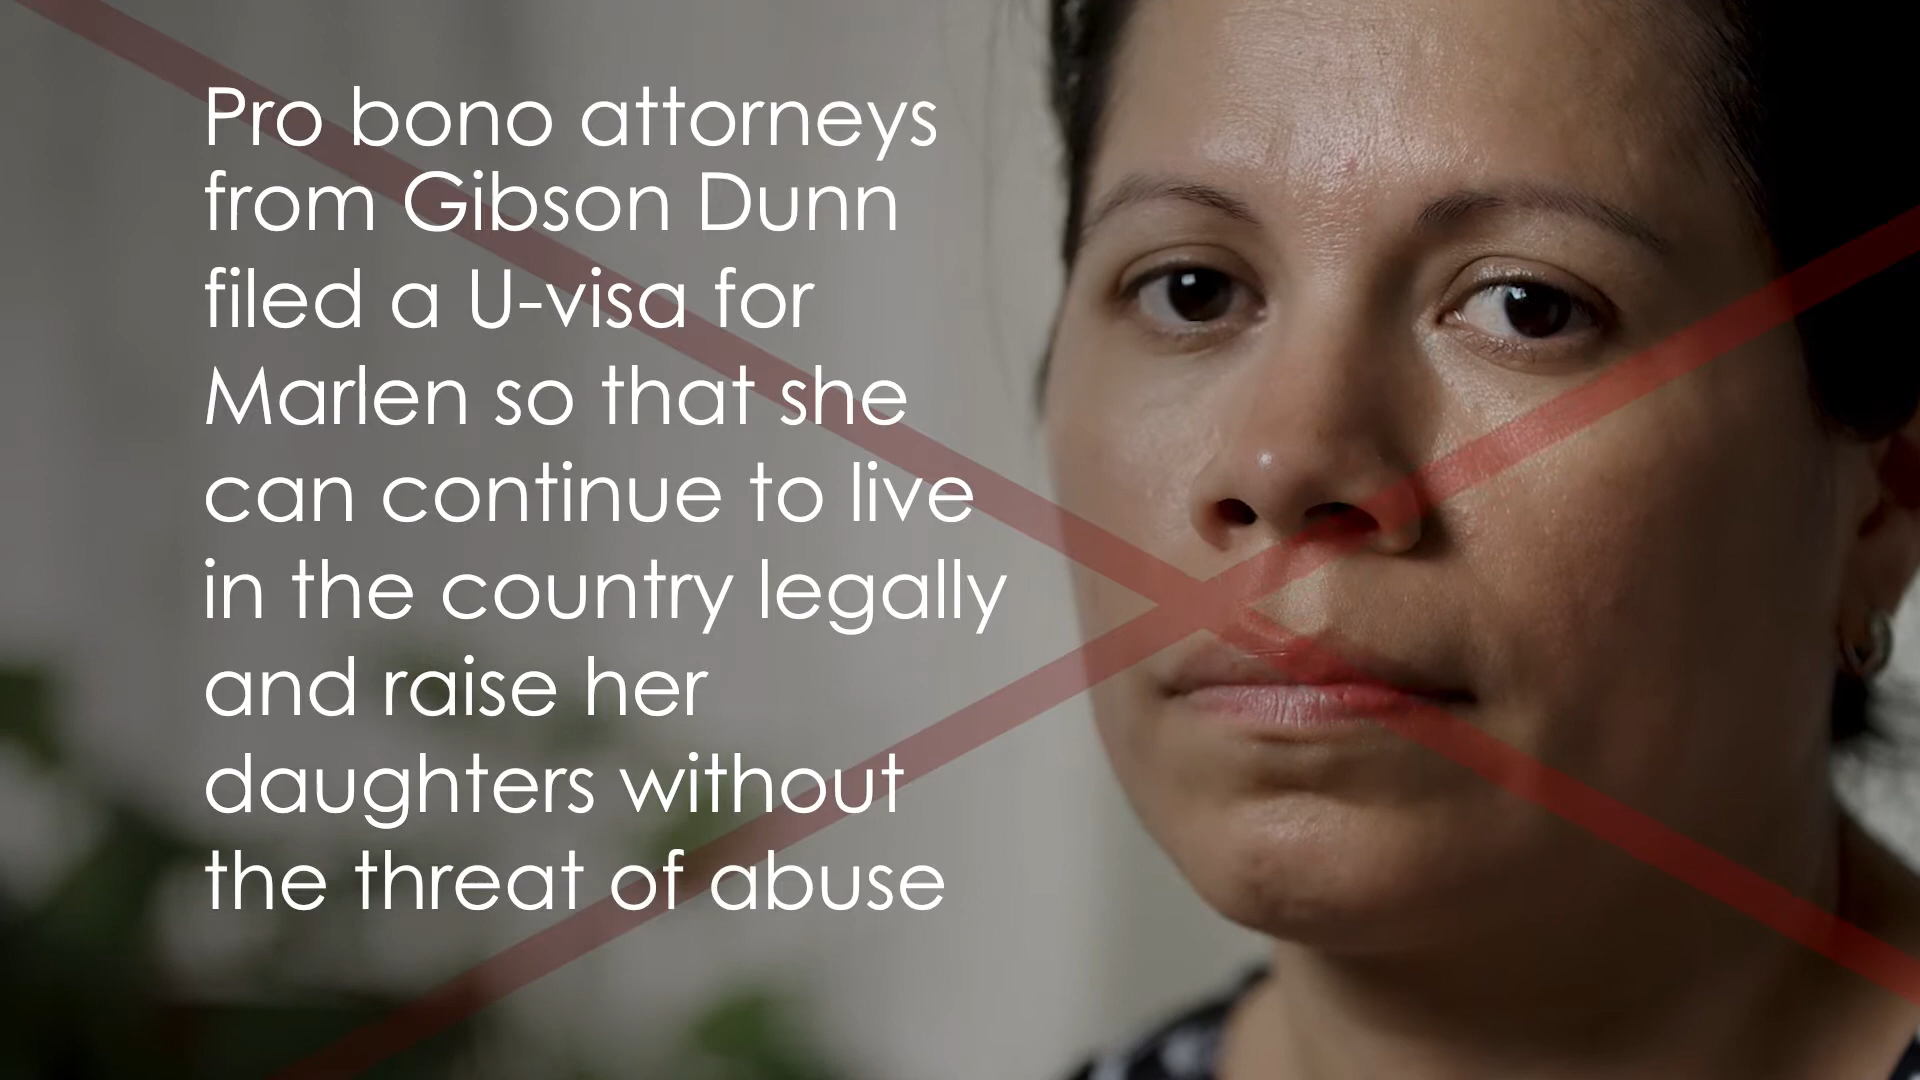 Pro bono attorneys
from Gibson Dunn
filed a U-visa for
Marlen so that she
can continue to live
in the country legally
and raise her
daughters without
the threat of abuse